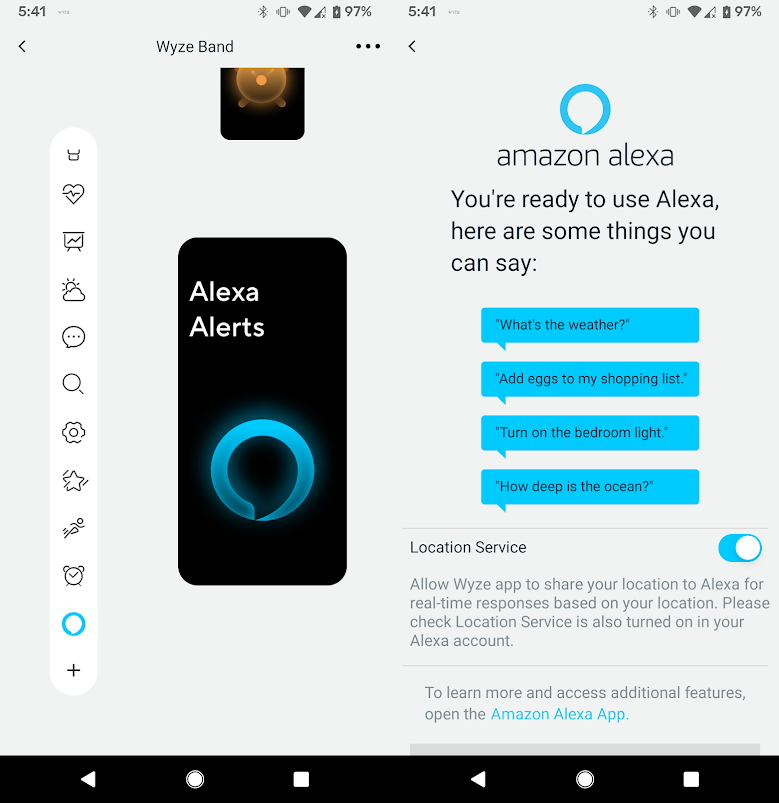 5:41
97%
Wyze Band
Alexa
Alerts
5:41
97%
amazon alexa
You're ready to use Alexa,
here are some things you
can say:
"What's the weather?"
"Add eggs to my shopping list."
"Turn on the bedroom light."
"How deep is the ocean?"
Location Service
Allow Wyze app to share your location to Alexa for
real-time responses based on your location. Please
check Location Service is also turned on in your
Alexa account.
To learn more and access additional features,
open the Amazon Alexa App.